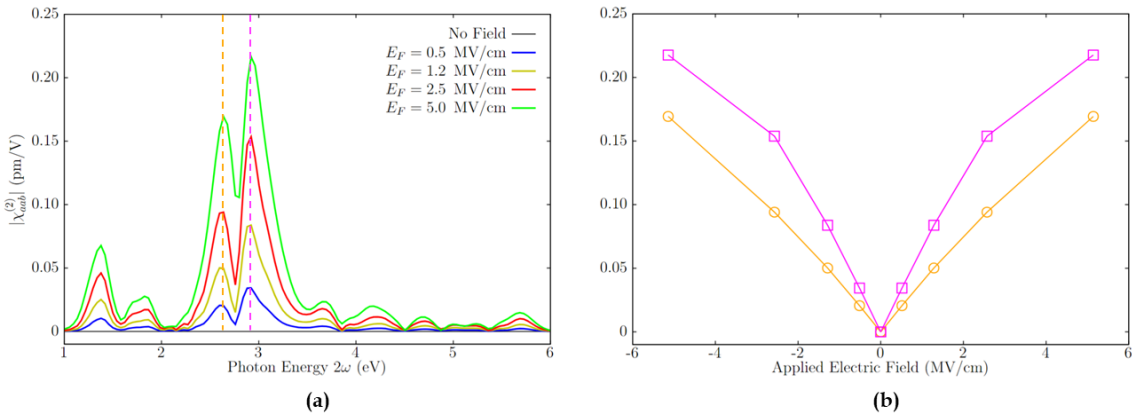 0.25
0.20
0.15
0.10
0.05
0
1 2 3 4 5 6
|χ_{aab}^{(2)}| (pm/V)
Photon Energy 2ω (eV)
No Field
E_F = 0.5 MV/cm
E_F = 1.2 MV/cm
E_F = 2.5 MV/cm
E_F = 5.0 MV/cm
(a)
0.25
0.20
0.15
0.10
0.05
0
-6 -4 -2 0 2 4 6
Applied Electric Field (MV/cm)
(b)